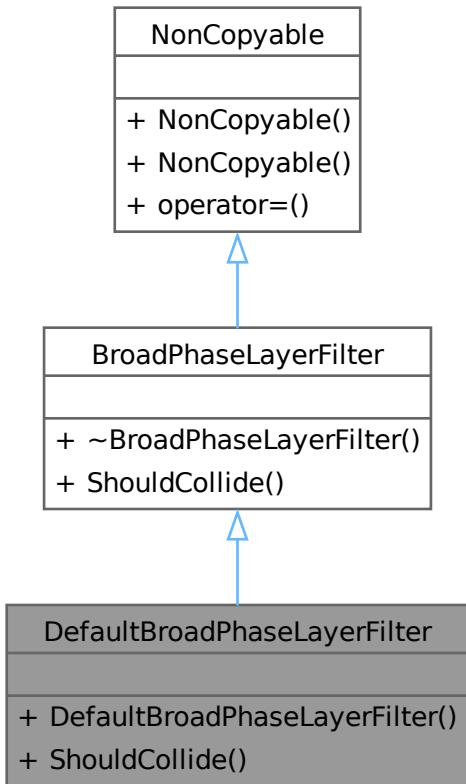 NonCopyable
+ NonCopyable()
+ NonCopyable()
+ operator=()
BroadPhaseLayerFilter
+ ~BroadPhaseLayerFilter()
+ ShouldCollide()
DefaultBroadPhaseLayerFilter
+ DefaultBroadPhaseLayerFilter()
+ ShouldCollide()